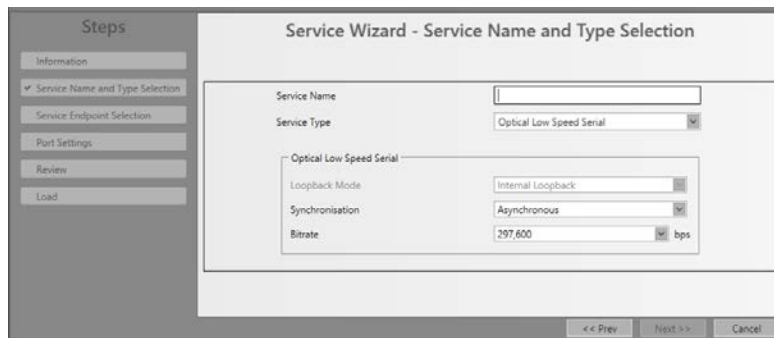 Steps
Information
✔ Service Name and Type Selection
Service Endpoint Selection
Port Settings
Review
Load
Service Wizard - Service Name and Type Selection
Service Name
Service Type Optical Low Speed Serial
Optical Low Speed Serial
Loopback Mode Internal Loopback
Synchronisation Asynchronous
Bitrate 297,600 bps
<< Prev Next >> Cancel